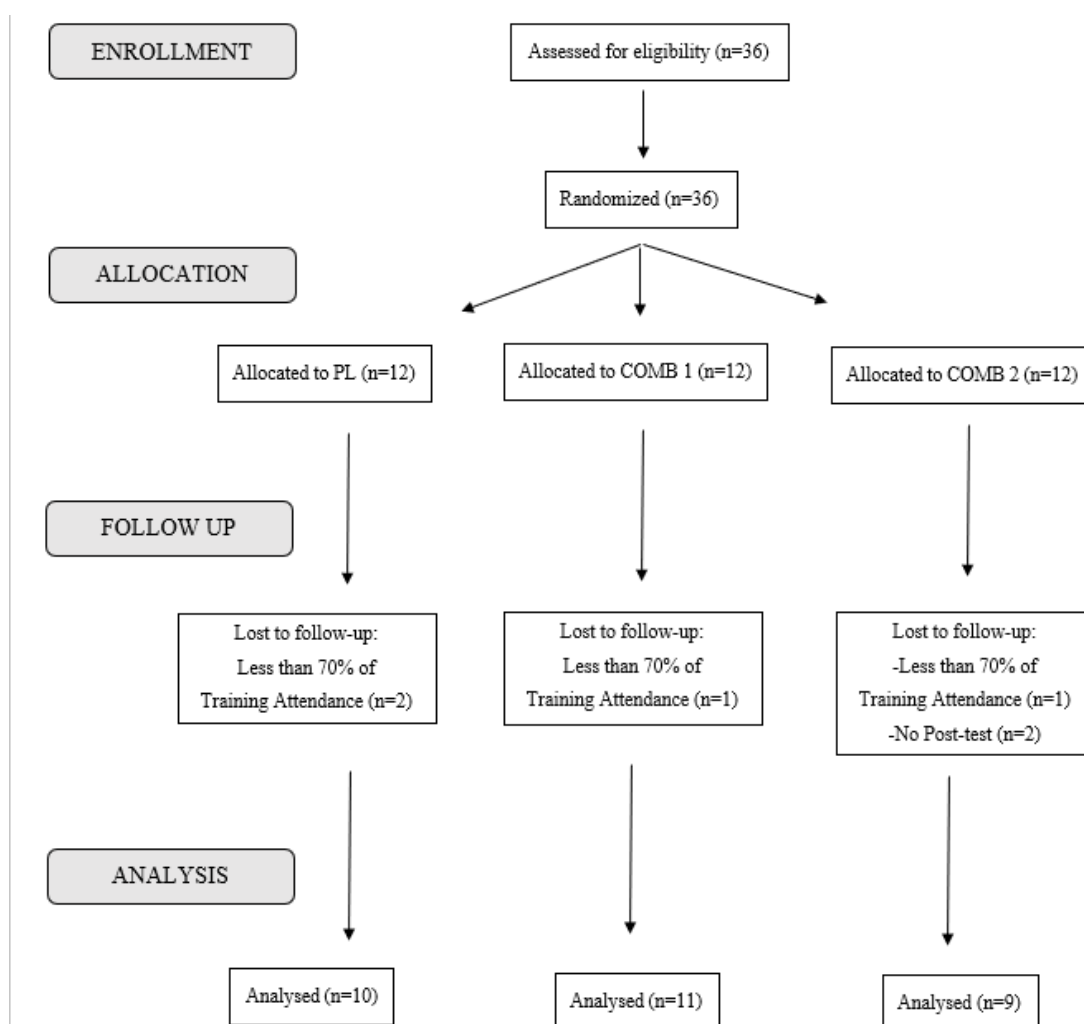 ENROLLMENT
Assessed for eligibility (n=36)
Randomized (n=36)
ALLOCATION
Allocated to PL (n=12)
Allocated to COMB 1 (n=12)
Allocated to COMB 2 (n=12)
FOLLOW UP
Lost to follow-up:
Less than 70% of
Training Attendance (n=2)
Lost to follow-up:
Less than 70% of
Training Attendance (n=1)
Lost to follow-up:
-Less than 70% of
Training Attendance (n=1)
-No Post-test (n=2)
ANALYSIS
Analysed (n=10)
Analysed (n=11)
Analysed (n=9)